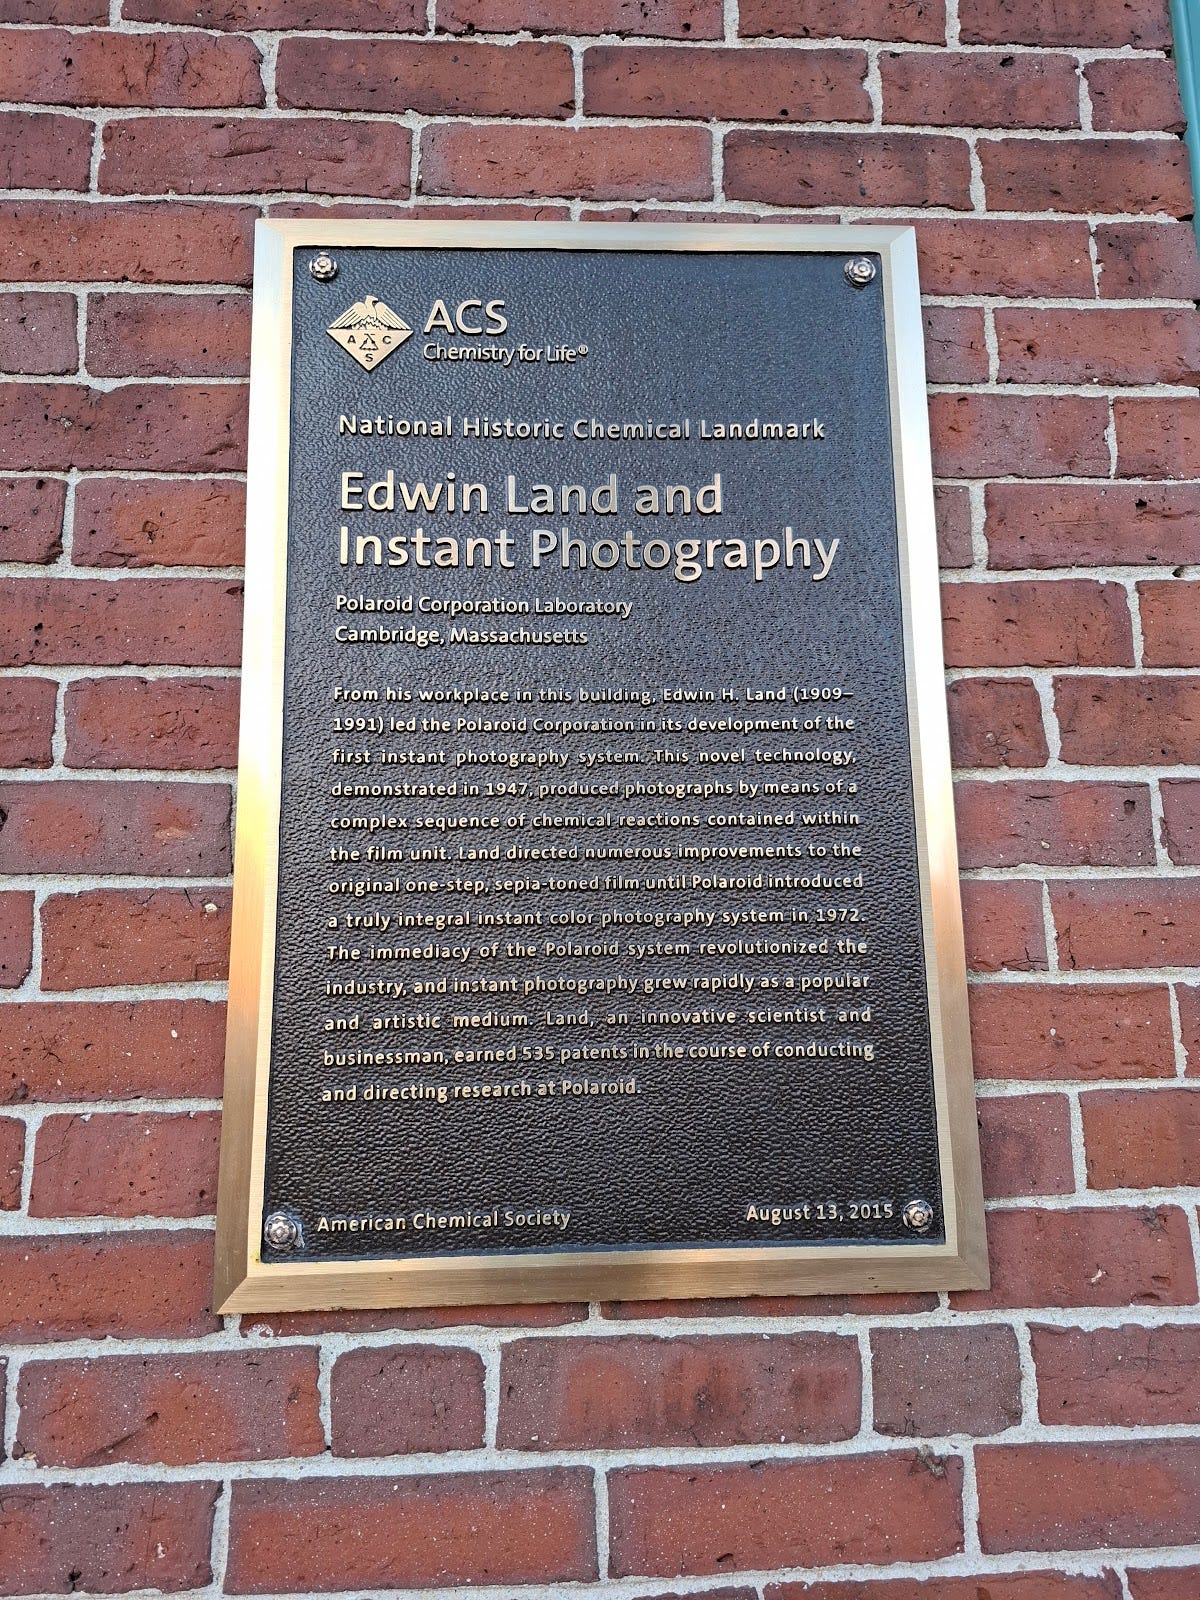 A C
S
ACS
Chemistry for Life®
National Historic Chemical Landmark
Edwin Land and
Instant Photography
Polaroid Corporation Laboratory
Cambridge, Massachusetts
From his workplace in this building, Edwin H. Land (1909–
1991) led the Polaroid Corporation in its development of the
first instant photography system. This novel technology,
demonstrated in 1947, produced photographs by means of a
complex sequence of chemical reactions contained within
the film unit. Land directed numerous improvements to the
original one-step, sepia-toned film until Polaroid introduced
a truly integral instant color photography system in 1972.
The immediacy of the Polaroid system revolutionized the
industry, and instant photography grew rapidly as a popular
and artistic medium. Land, an innovative scientist and
businessman, earned 535 patents in the course of conducting
and directing research at Polaroid.
American Chemical Society August 13, 2015